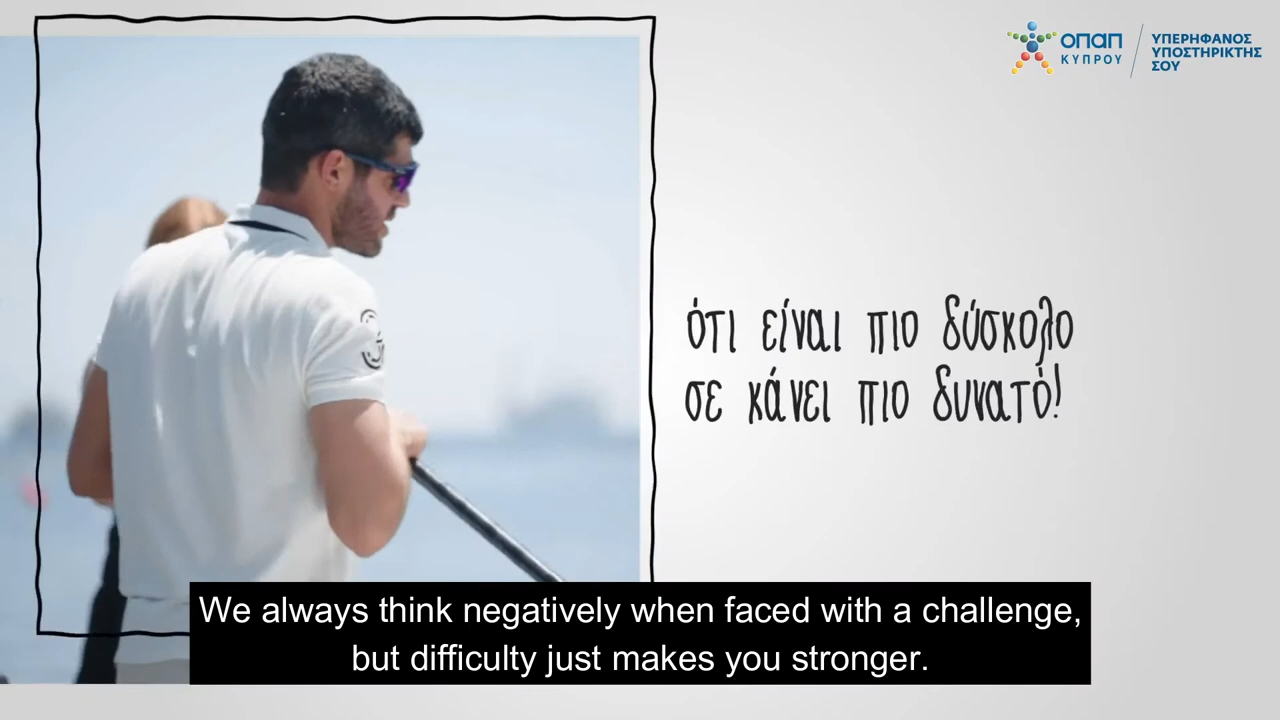 οπαπ
ΚΥΠΡΟΥ
ΥΠΕΡΗΦΑΝΟΣ
ΥΠΟΣΤΗΡΙΚΤΗΣ
ΣΟΥ
ότι είναι πιο δύσκολο
σε κάνει πιο δυνατό!
We always think negatively when faced with a challenge,
but difficulty just makes you stronger.